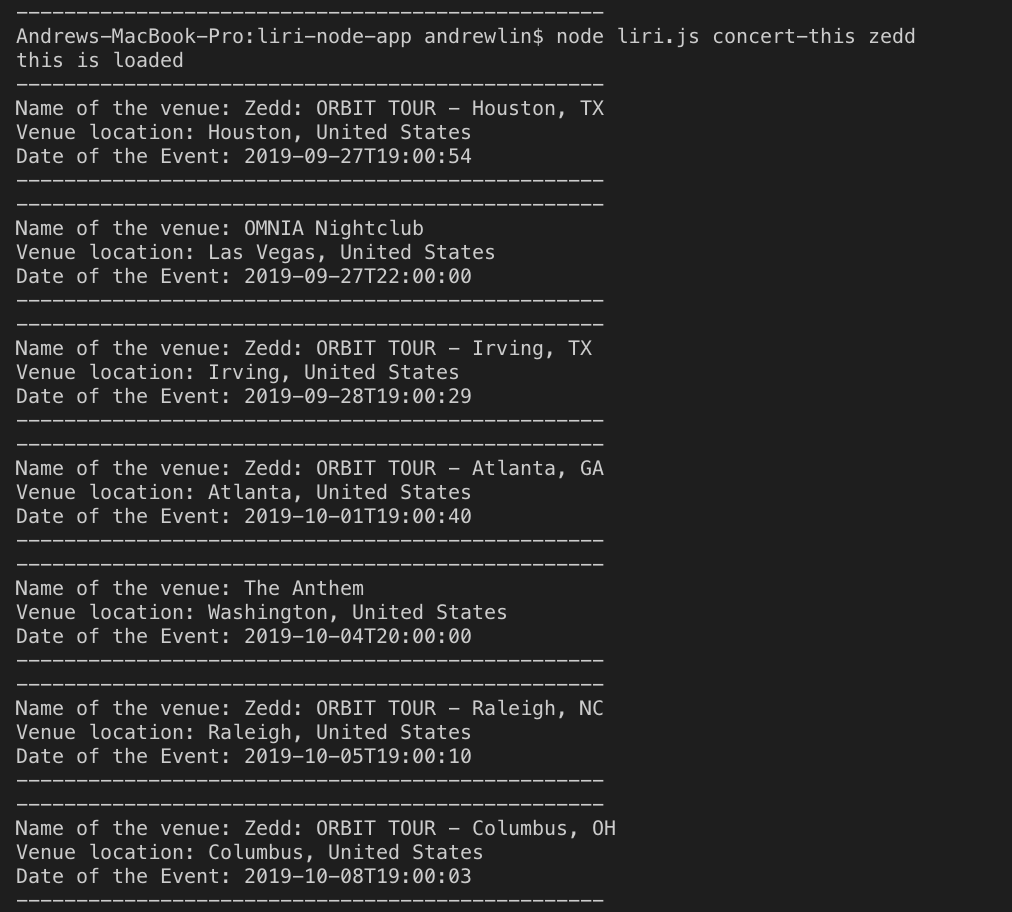 -------------------------------------------------
Andrews-MacBook-Pro:liri-node-app andrewlin$ node liri.js concert-this zedd
this is loaded
-------------------------------------------------
Name of the venue: Zedd: ORBIT TOUR - Houston, TX
Venue location: Houston, United States
Date of the Event: 2019-09-27T19:00:54
-------------------------------------------------
-------------------------------------------------
Name of the venue: OMNIA Nightclub
Venue location: Las Vegas, United States
Date of the Event: 2019-09-27T22:00:00
-------------------------------------------------
-------------------------------------------------
Name of the venue: Zedd: ORBIT TOUR - Irving, TX
Venue location: Irving, United States
Date of the Event: 2019-09-28T19:00:29
-------------------------------------------------
-------------------------------------------------
Name of the venue: Zedd: ORBIT TOUR - Atlanta, GA
Venue location: Atlanta, United States
Date of the Event: 2019-10-01T19:00:40
-------------------------------------------------
-------------------------------------------------
Name of the venue: The Anthem
Venue location: Washington, United States
Date of the Event: 2019-10-04T20:00:00
-------------------------------------------------
-------------------------------------------------
Name of the venue: Zedd: ORBIT TOUR - Raleigh, NC
Venue location: Raleigh, United States
Date of the Event: 2019-10-05T19:00:10
-------------------------------------------------
-------------------------------------------------
Name of the venue: Zedd: ORBIT TOUR - Columbus, OH
Venue location: Columbus, United States
Date of the Event: 2019-10-08T19:00:03
-------------------------------------------------